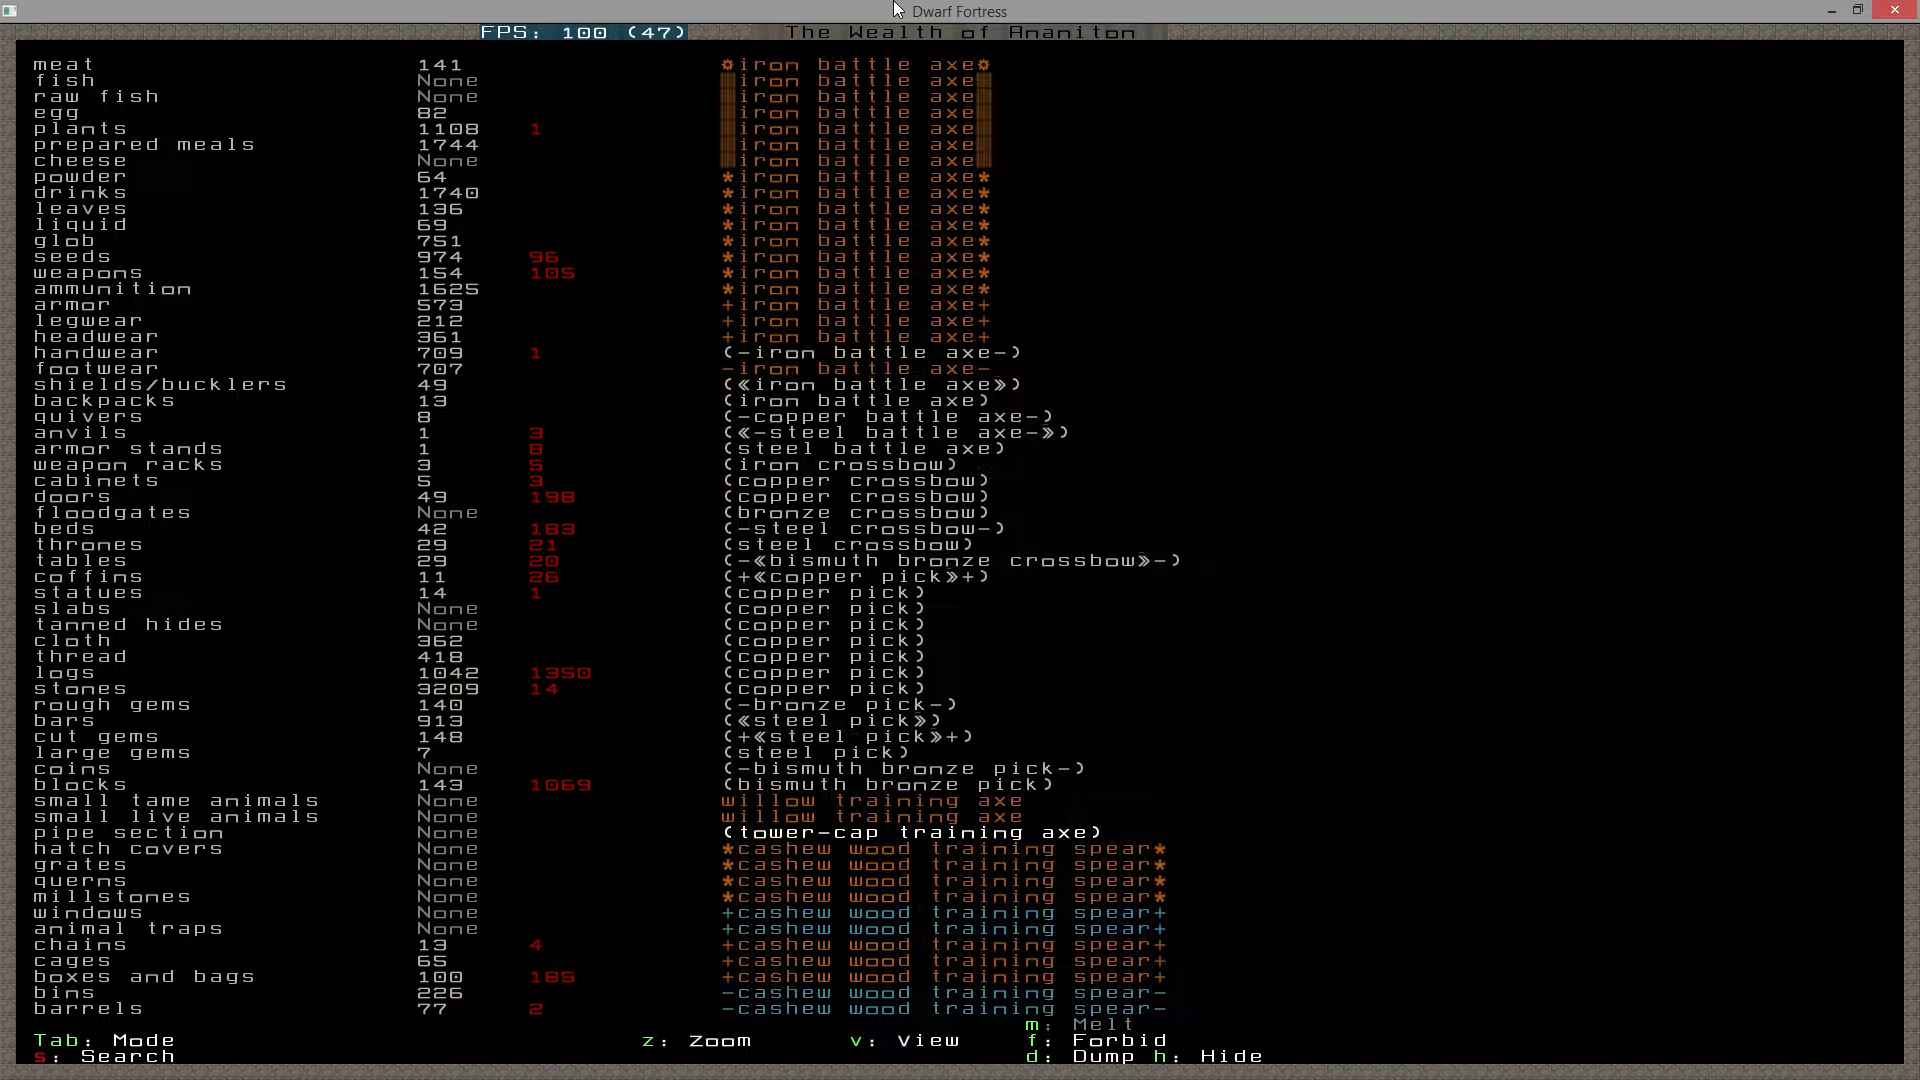 Dwarf Fortress
FPS: 100 (47) The Wealth of Ananiton
meat 141 ☼iron battle axe☼
fish None ≡iron battle axe≡
raw fish None ≡iron battle axe≡
egg 82 ≡iron battle axe≡
plants 1108 1 ≡iron battle axe≡
prepared meals 1744 ≡iron battle axe≡
cheese None ≡iron battle axe≡
powder 64 *iron battle axe*
drinks 1740 *iron battle axe*
leaves 136 *iron battle axe*
liquid 69 *iron battle axe*
glob 751 *iron battle axe*
seeds 974 96 *iron battle axe*
weapons 154 105 *iron battle axe*
ammunition 1625 *iron battle axe*
armor 573 +iron battle axe+
legwear 212 +iron battle axe+
headwear 361 +iron battle axe+
handwear 709 1 (-iron battle axe-)
footwear 707 -iron battle axe-
shields/bucklers 49 («iron battle axe»)
backpacks 13 (iron battle axe)
quivers 8 (-copper battle axe-)
anvils 1 3 («-steel battle axe-»)
armor stands 1 8 (steel battle axe)
weapon racks 3 5 (iron crossbow)
cabinets 5 3 (copper crossbow)
doors 49 198 (copper crossbow)
floodgates None (bronze crossbow)
beds 42 183 (-steel crossbow-)
thrones 29 21 (steel crossbow)
tables 29 20 (-«bismuth bronze crossbow»-)
coffins 11 26 (+«copper pick»+)
statues 14 1 (copper pick)
slabs None (copper pick)
tanned hides None (copper pick)
cloth 362 (copper pick)
thread 418 (copper pick)
logs 1042 1350 (copper pick)
stones 3209 14 (copper pick)
rough gems 140 (-bronze pick-)
bars 913 («steel pick»)
cut gems 148 (+«steel pick»+)
large gems 7 (steel pick)
coins None (-bismuth bronze pick-)
blocks 143 1069 (bismuth bronze pick)
small tame animals None willow training axe
small live animals None willow training axe
pipe section None (tower-cap training axe)
hatch covers None *cashew wood training spear*
grates None *cashew wood training spear*
querns None *cashew wood training spear*
millstones None *cashew wood training spear*
windows None +cashew wood training spear+
animal traps None +cashew wood training spear+
chains 13 4 +cashew wood training spear+
cages 65 +cashew wood training spear+
boxes and bags 100 185 +cashew wood training spear+
bins 226 -cashew wood training spear-
barrels 77 2 -cashew wood training spear-
m: Melt
Tab: Mode z: Zoom v: View f: Forbid
s: Search d: Dump h: Hide